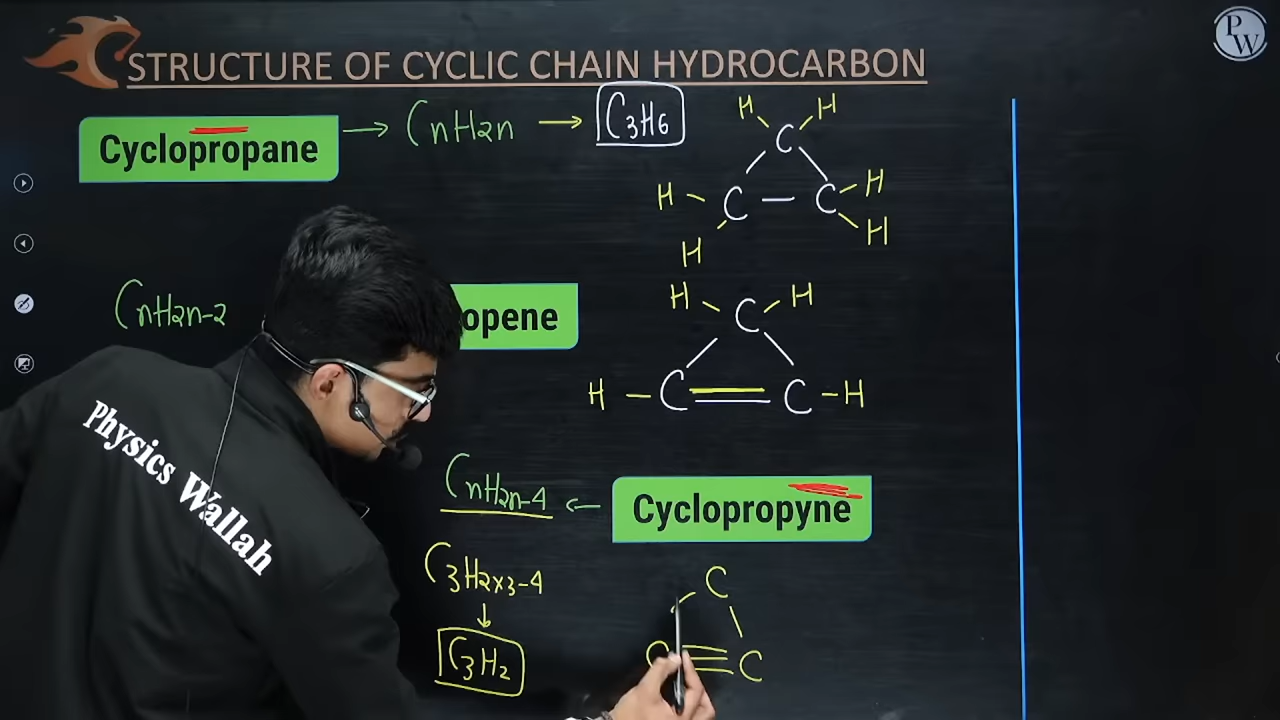 STRUCTURE OF CYCLIC CHAIN HYDROCARBON
PW
Cyclopropane → CnH2n → C3H6
H H
C
H C — C H
H H
CnH2n-2
opene
H H
C
H — C = C - H
CnH2n-4 ← Cyclopropyne
C3H2x3-4
↓
C3H2
C
C ≡ C
Physics Wallah